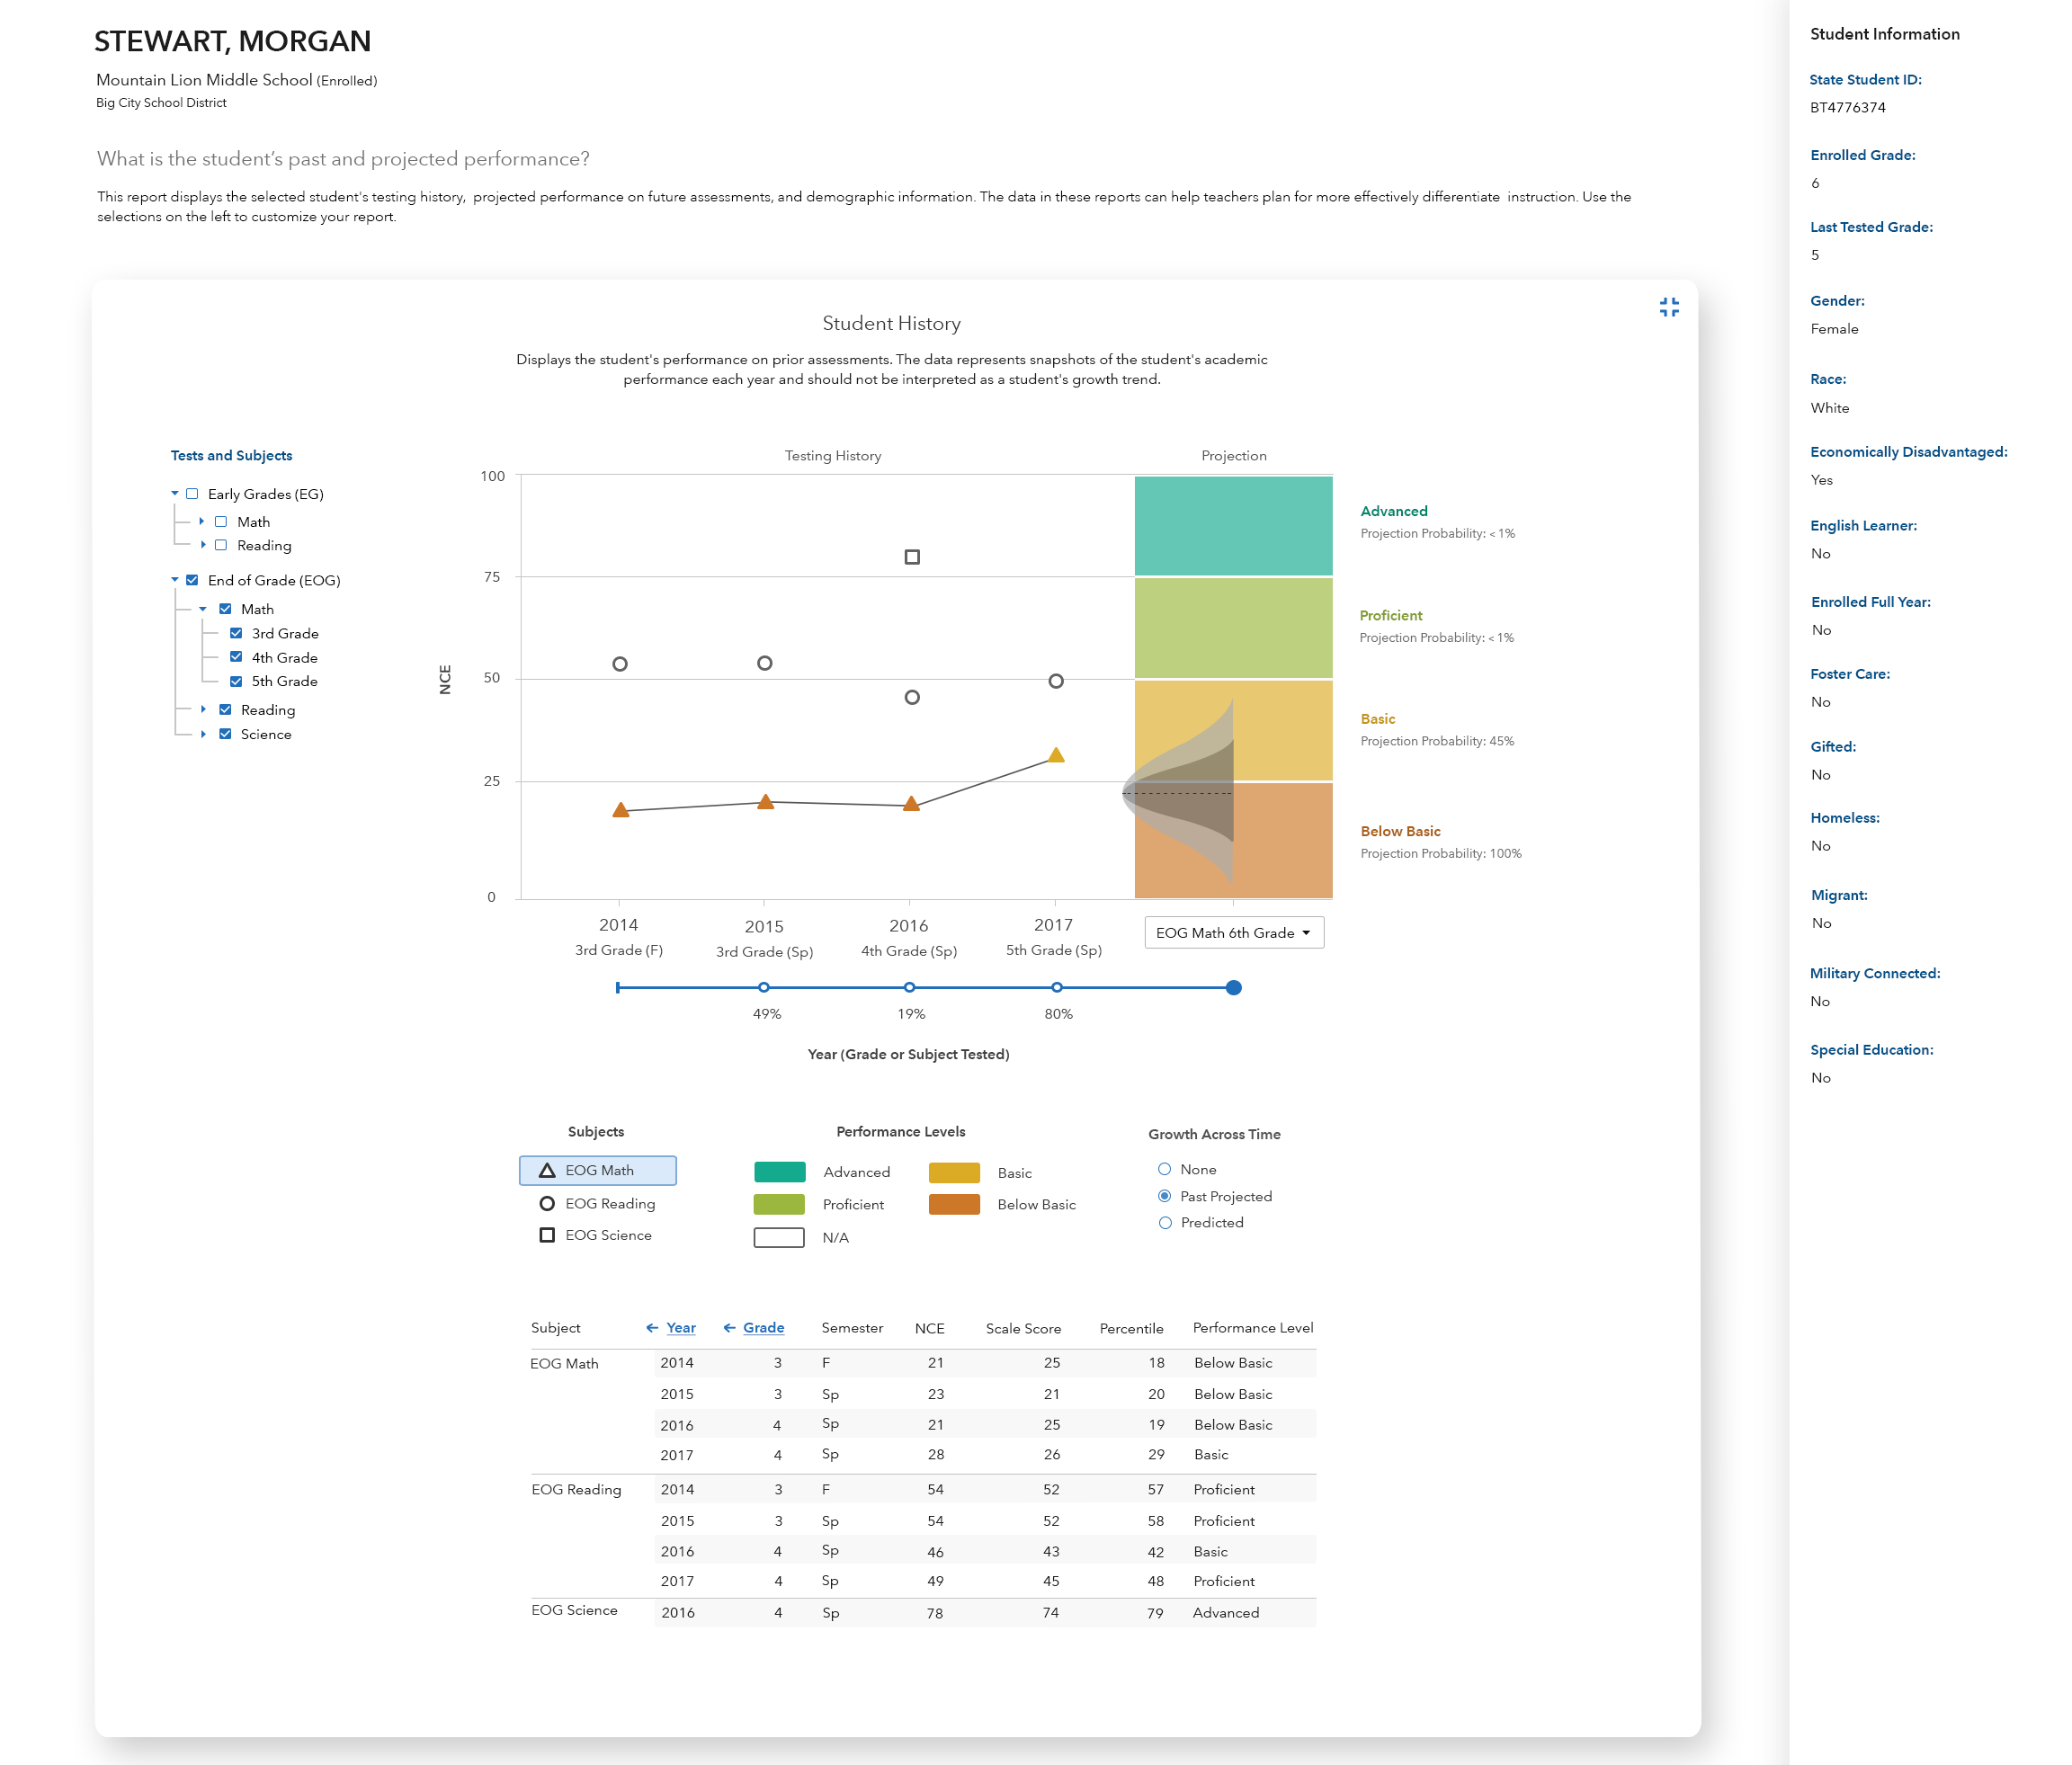 STEWART, MORGAN
Mountain Lion Middle School (Enrolled)
Big City School District
What is the student’s past and projected performance?
This report displays the selected student's testing history,  projected performance on future assessments, and demographic information. The data in these reports can help teachers plan for more effectively differentiate  instruction. Use the
selections on the left to customize your report.
Student History
Displays the student's performance on prior assessments. The data represents snapshots of the student's academic
performance each year and should not be interpreted as a student's growth trend.
Tests and Subjects
Early Grades (EG)
Math
Reading
End of Grade (EOG)
Math
3rd Grade
4th Grade
5th Grade
Reading
Science
Testing History
Projection
NCE
100
75
50
25
0
Advanced
Projection Probability: < 1%
Proficient
Projection Probability: < 1%
Basic
Projection Probability: 45%
Below Basic
Projection Probability: 100%
2014 2015 2016 2017
3rd Grade (F) 3rd Grade (Sp) 4th Grade (Sp) 5th Grade (Sp)
EOG Math 6th Grade
49% 19% 80%
Year (Grade or Subject Tested)
Subjects
EOG Math
EOG Reading
EOG Science
Performance Levels
Advanced Basic
Proficient Below Basic
N/A
Growth Across Time
None
Past Projected
Predicted
Subject Year Grade Semester NCE Scale Score Percentile Performance Level
EOG Math 2014 3 F 21 25 18 Below Basic
2015 3 Sp 23 21 20 Below Basic
2016 4 Sp 21 25 19 Below Basic
2017 4 Sp 28 26 29 Basic
EOG Reading 2014 3 F 54 52 57 Proficient
2015 3 Sp 54 52 58 Proficient
2016 4 Sp 46 43 42 Basic
2017 4 Sp 49 45 48 Proficient
EOG Science 2016 4 Sp 78 74 79 Advanced
Student Information
State Student ID:
BT4776374
Enrolled Grade:
6
Last Tested Grade:
5
Gender:
Female
Race:
White
Economically Disadvantaged:
Yes
English Learner:
No
Enrolled Full Year:
No
Foster Care:
No
Gifted:
No
Homeless:
No
Migrant:
No
Military Connected:
No
Special Education:
No